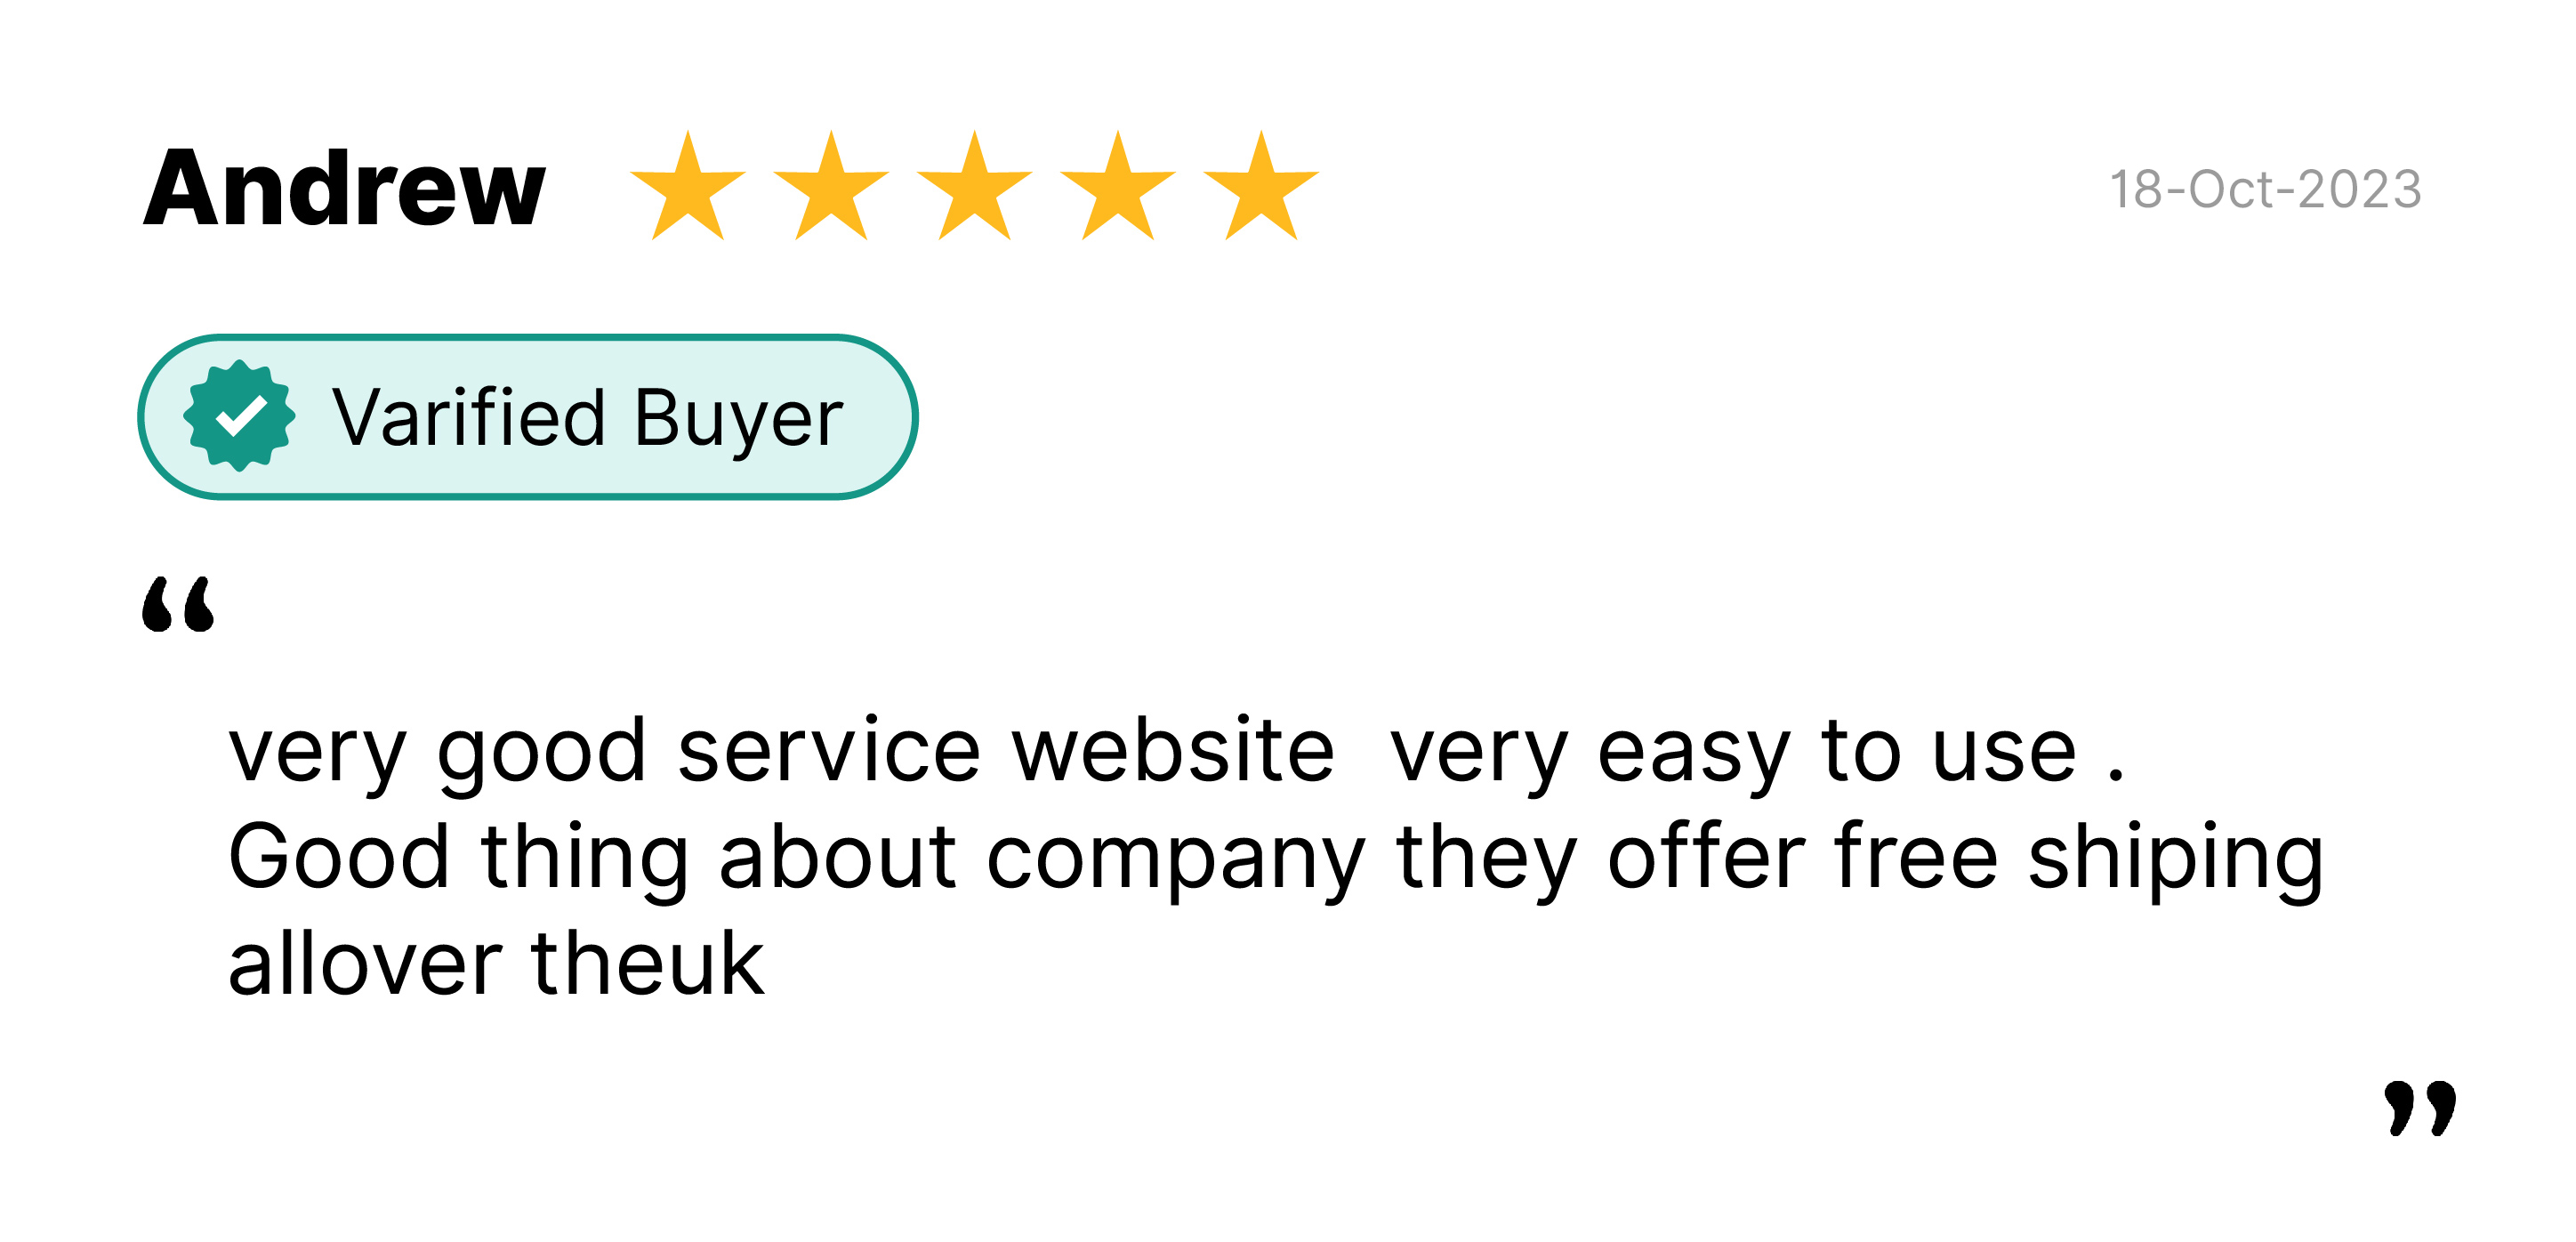 Andrew
18-Oct-2023
Varified Buyer
“
very good service website  very easy to use .
Good thing about company they offer free shiping
allover theuk
”